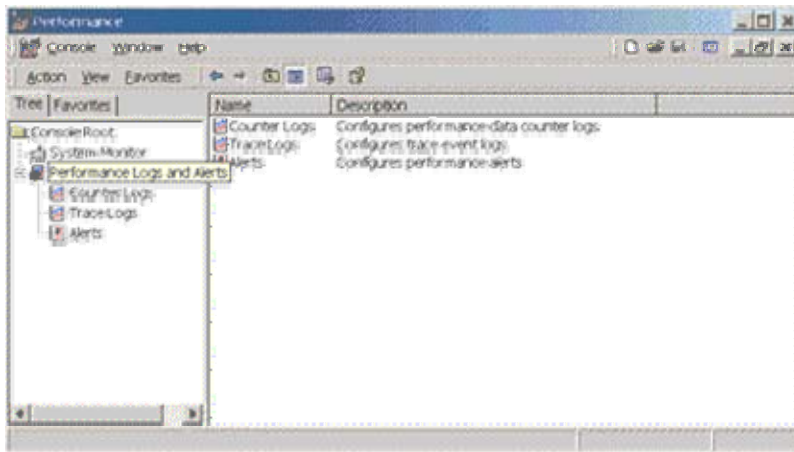 Performance
Console Window Help
Action View Favorites
Tree Favorites
Name Description
Console Root
System Monitor
Performance Logs and Alerts
Counter Logs
Trace Logs
Alerts
Counter Logs Configures performance data counter logs
Trace Logs Configures trace event logs
Alerts Configures performance alerts